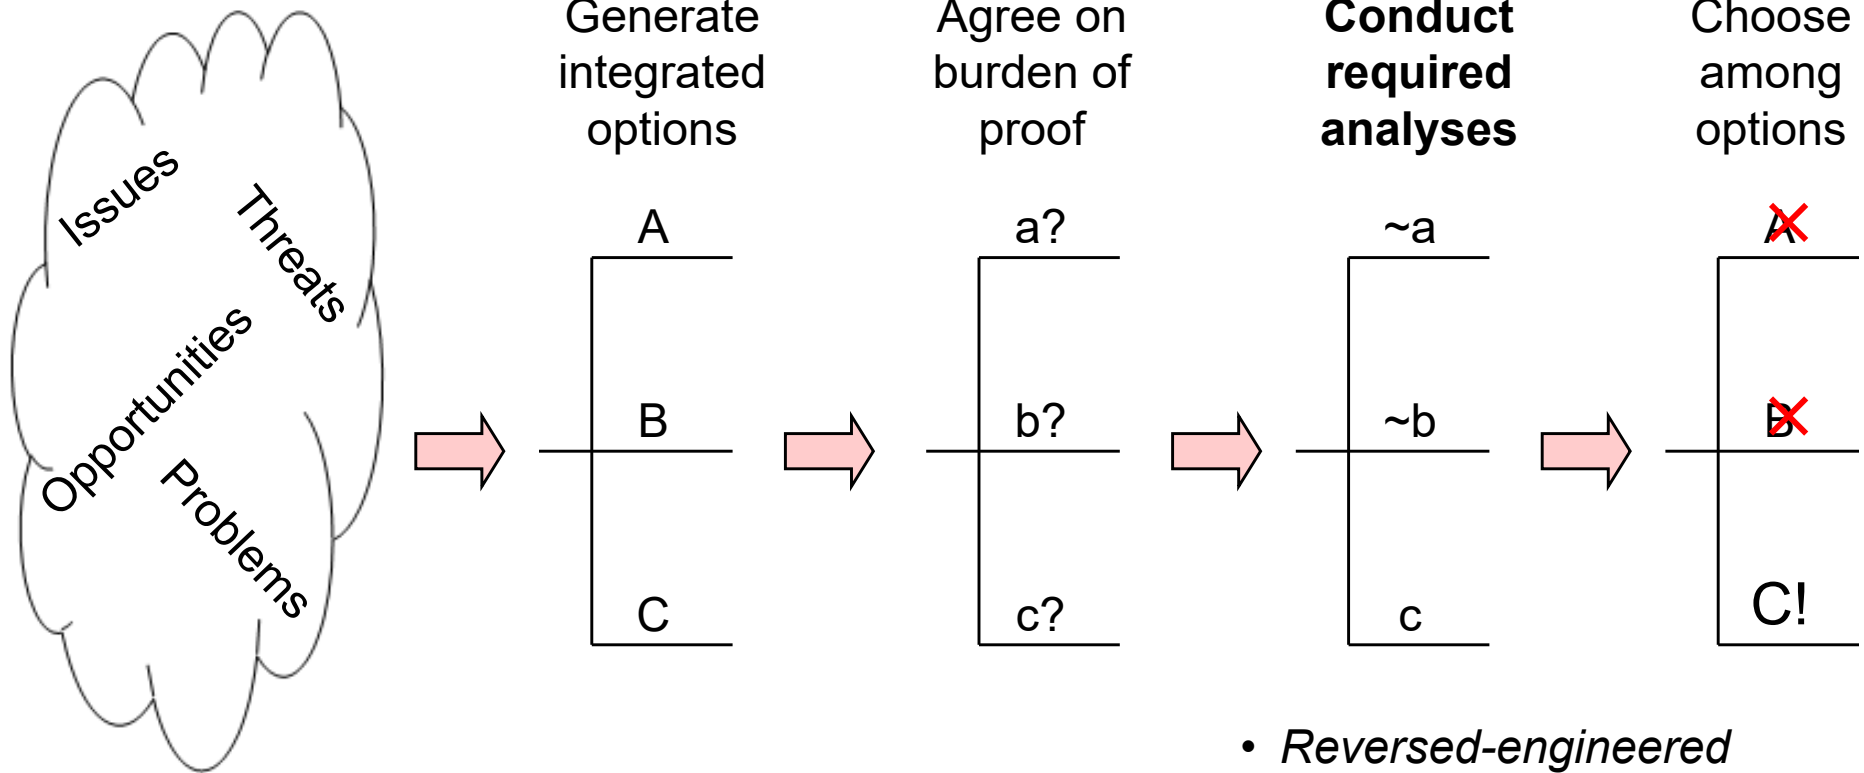 Issues
Threats
Opportunities
Problems
Generate
integrated
options
A
B
C
Agree on
burden of
proof
a?
b?
c?
Conduct
required
analyses
~a
~b
c
• Reversed-engineered
Choose
among
options
A
B
C!